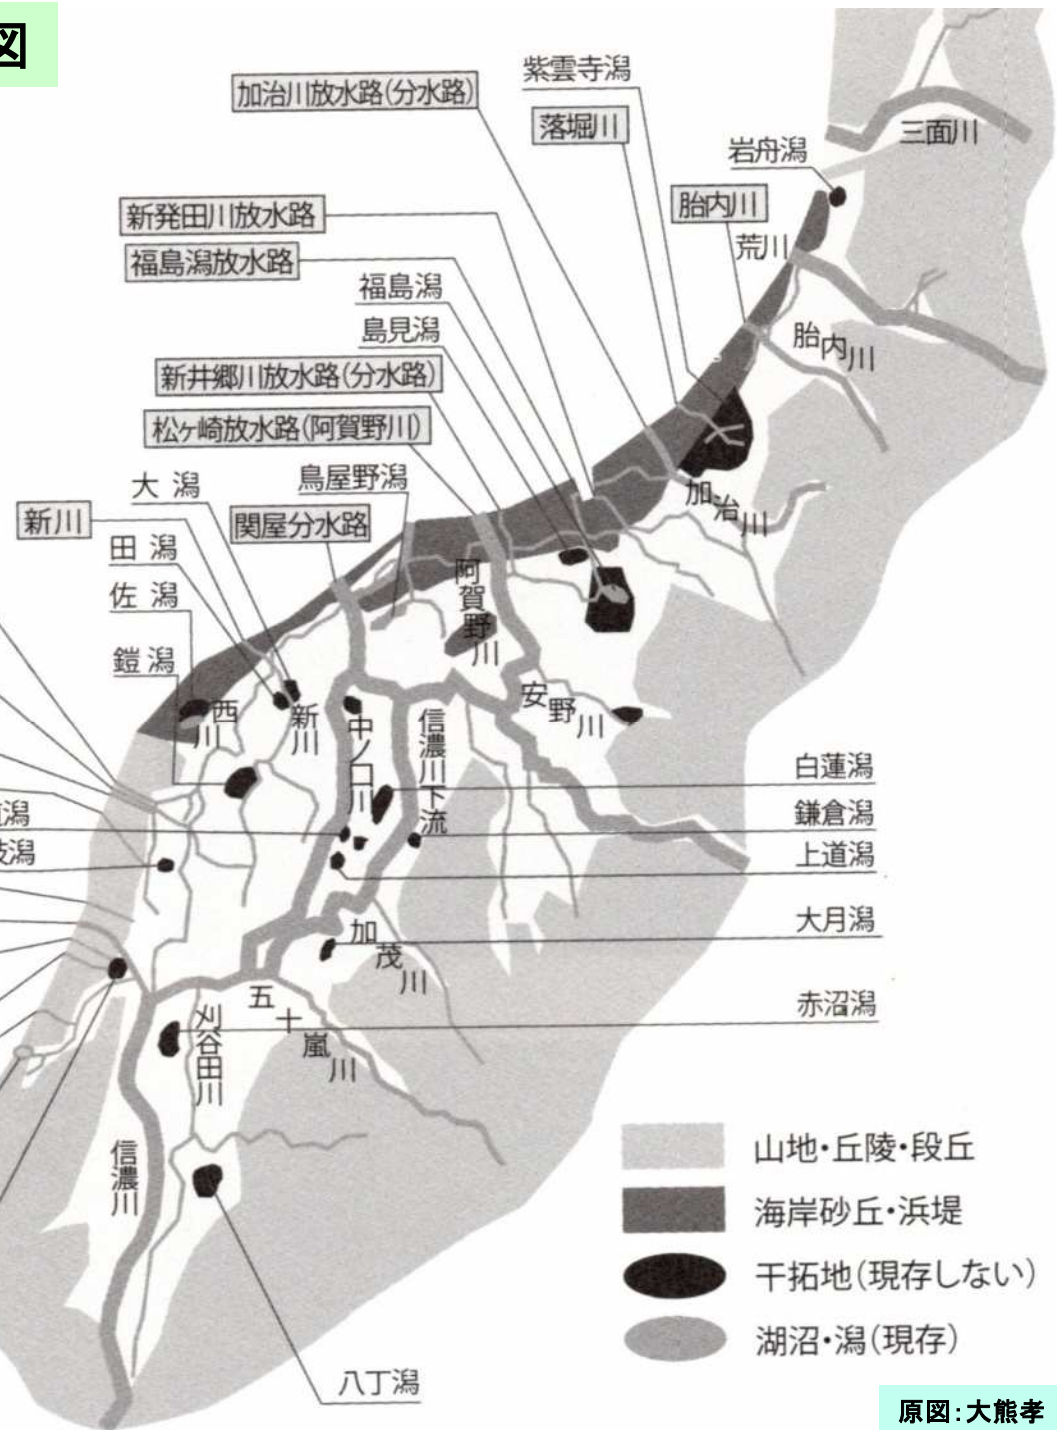 図
紫雲寺潟
加治川放水路(分水路)
落堀川
三面川
岩舟潟
胎内川
新発田川放水路
荒川
福島潟放水路
福島潟
島見潟
胎内川
新井郷川放水路(分水路)
松ヶ崎放水路(阿賀野川)
鳥屋野潟
大潟
加治川
新川
関屋分水路
田潟
阿賀野川
佐潟
鎧潟
安野川
西川
新川
中ノ口川
信濃川下流
白蓮潟
潟
鎌倉潟
潟
上道潟
大月潟
加茂川
五十嵐川
赤沼潟
刈谷田川
信濃川
山地・丘陵・段丘
海岸砂丘・浜堤
干拓地(現存しない)
湖沼・潟(現存)
八丁潟
原図:大熊孝